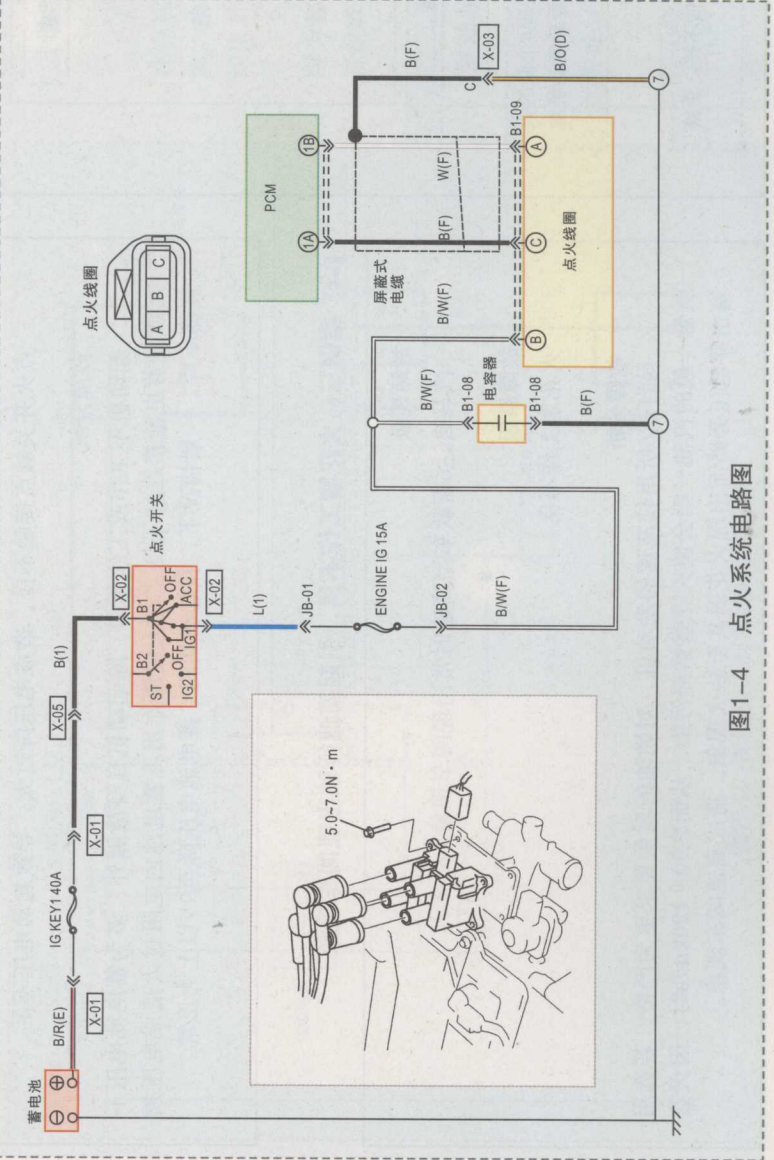 蓄电池
⊖ ⊕
B/R(E)
X-01
IG KEY1 40A
X-01
X-05
B(1)
X-02
点火开关
B2
B1
ST
OFF
OFF
ACC
IG2
IG1
X-02
L(1)
JB-01
ENGINE IG 15A
JB-02
B/W(F)
B/W(F)
B/W(F)
B1-08
电容器
B1-08
B(F)
7
点火线圈
A B C
PCM
1A
1B
屏蔽式
电缆
B(F)
W(F)
B1-09
B
C
A
点火线圈
B(F)
C
X-03
B/O(D)
7
5.0~7.0N·m
图1-4 点火系统电路图